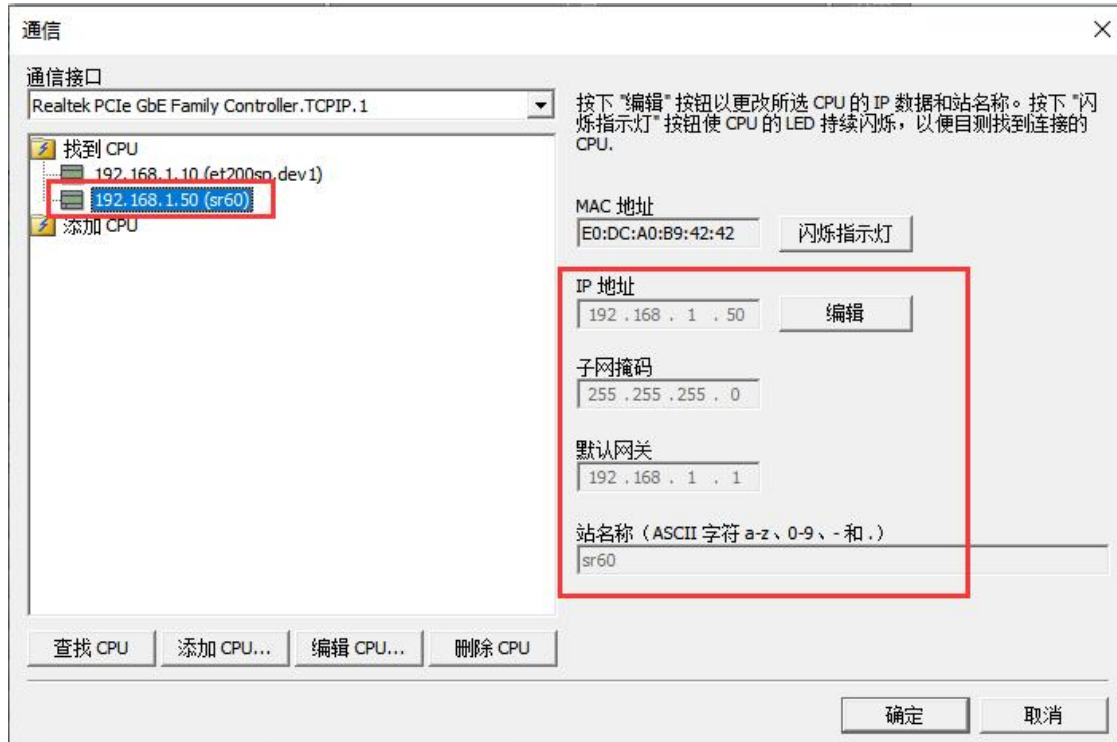 通信
通信接口
Realtek PCIe GbE Family Controller.TCPIP.1
找到 CPU
192.168.1.10 (et200sp.dev1)
192.168.1.50 (sr60)
添加 CPU
查找 CPU
添加 CPU...
编辑 CPU...
删除 CPU
按下 "编辑" 按钮以更改所选 CPU 的 IP 数据和站名称。按下 "闪
烁指示灯" 按钮使 CPU 的 LED 持续闪烁，以便目测找到连接的
CPU.
MAC 地址
E0:DC:A0:B9:42:42
闪烁指示灯
IP 地址
192 . 168 . 1 . 50
编辑
子网掩码
255 . 255 . 255 . 0
默认网关
192 . 168 . 1 . 1
站名称（ASCII 字符 a-z、0-9、- 和 .）
sr60
确定
取消